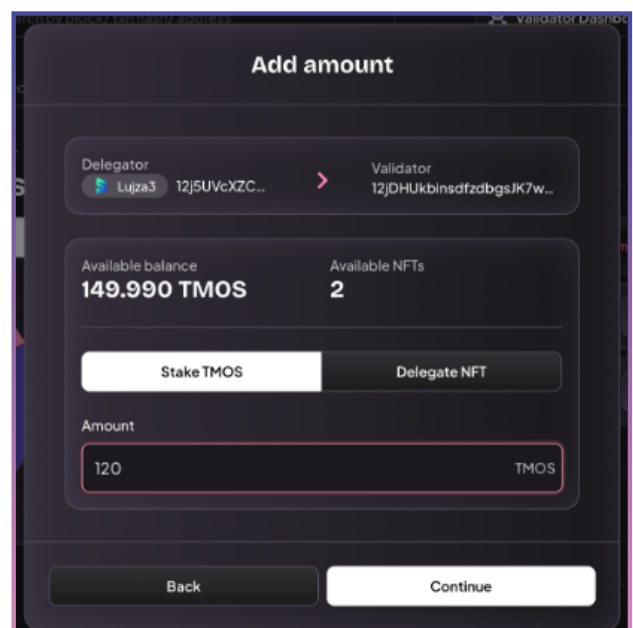 Add amount
Delegator
Lujza3 12j5UVcXZC...
Validator
12jDHUkbinsdfzdbgsJK7w...
Available balance
149.990 TMOS
Available NFTs
2
Stake TMOS
Delegate NFT
Amount
120 TMOS
Back
Continue